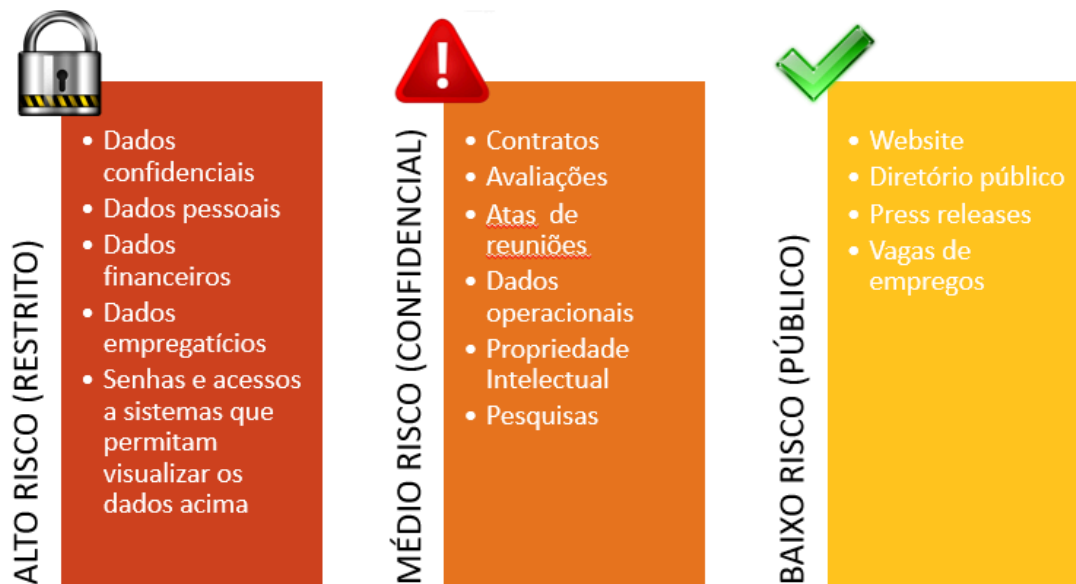 ALTO RISCO (RESTRITO)
• Dados
confidenciais
• Dados pessoais
• Dados
financeiros
• Dados
empregatícios
• Senhas e acessos
a sistemas que
permitam
visualizar os
dados acima
MÉDIO RISCO (CONFIDENCIAL)
• Contratos
• Avaliações
• Atas de
reuniões
• Dados
operacionais
• Propriedade
Intelectual
• Pesquisas
BAIXO RISCO (PÚBLICO)
• Website
• Diretório público
• Press releases
• Vagas de
empregos